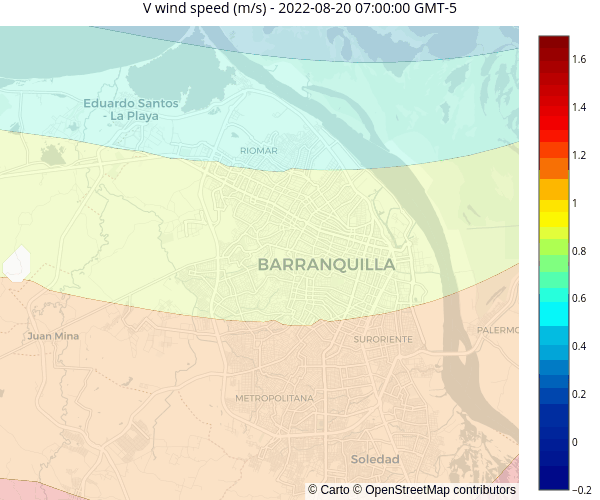 V wind speed (m/s) - 2022-08-20 07:00:00 GMT-5
Eduardo Santos
- La Playa
RIOMAR
BARRANQUILLA
Juan Mina
SURORIENTE
PALERMO
METROPOLITANA
Soledad
© Carto © OpenStreetMap contributors
1.6
1.4
1.2
1
0.8
0.6
0.4
0.2
0
−0.2